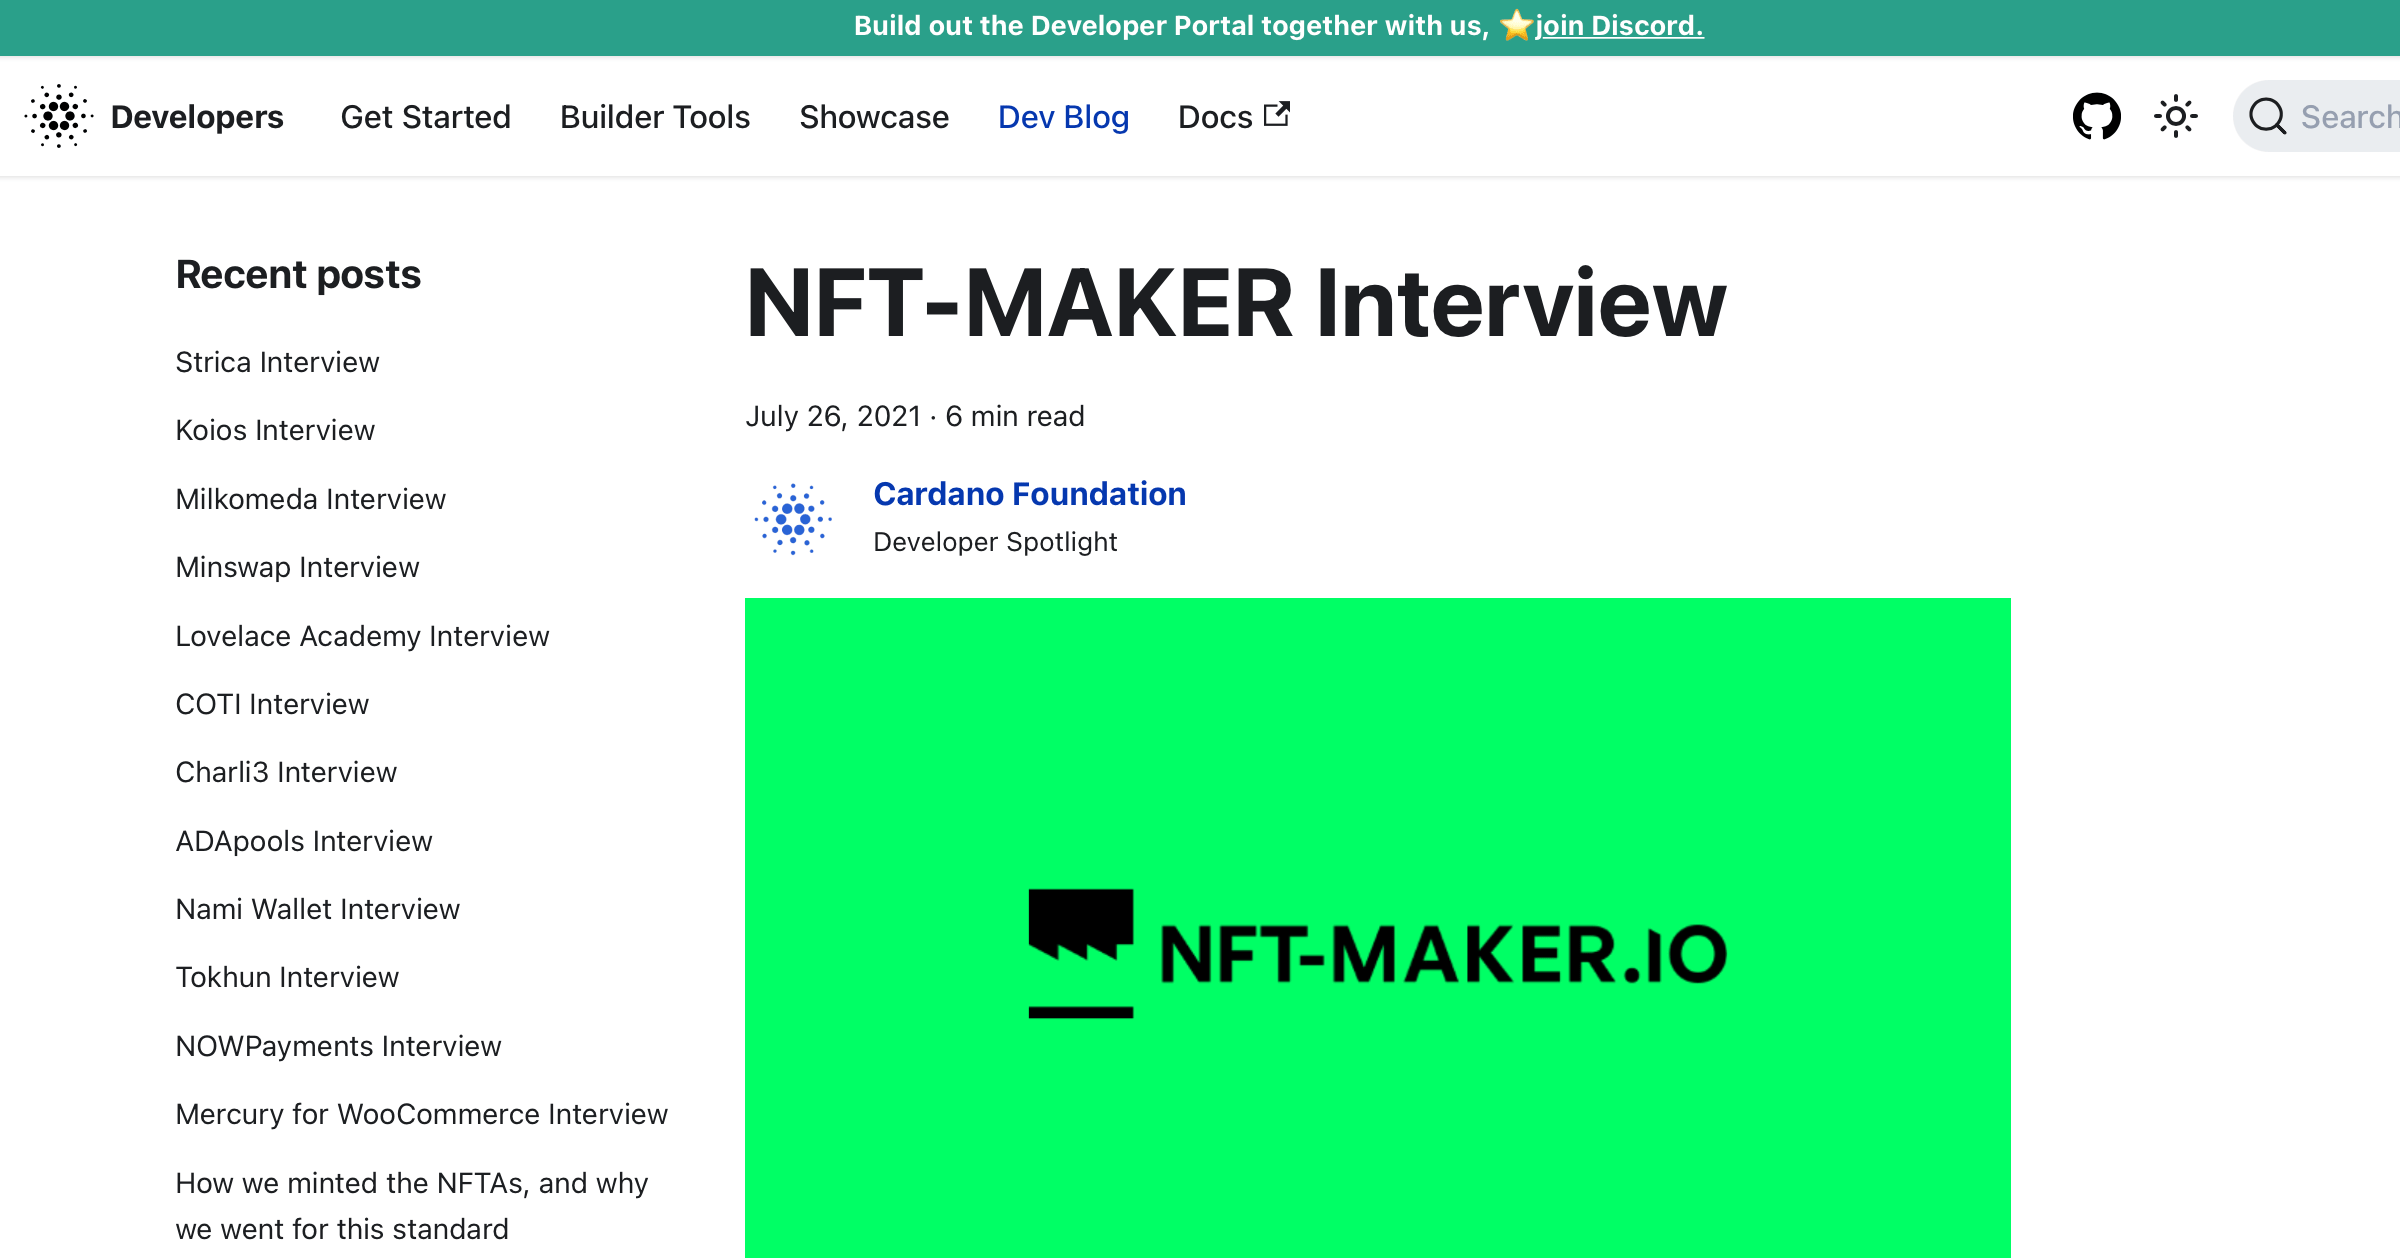 Build out the Developer Portal together with us, ⭐join Discord.
Developers
Get Started
Builder Tools
Showcase
Dev Blog
Docs
Search
Recent posts
Strica Interview
Koios Interview
Milkomeda Interview
Minswap Interview
Lovelace Academy Interview
COTI Interview
Charli3 Interview
ADApools Interview
Nami Wallet Interview
Tokhun Interview
NOWPayments Interview
Mercury for WooCommerce Interview
How we minted the NFTAs, and why
we went for this standard
NFT-MAKER Interview
July 26, 2021 · 6 min read
Cardano Foundation
Developer Spotlight
NFT-MAKER.IO